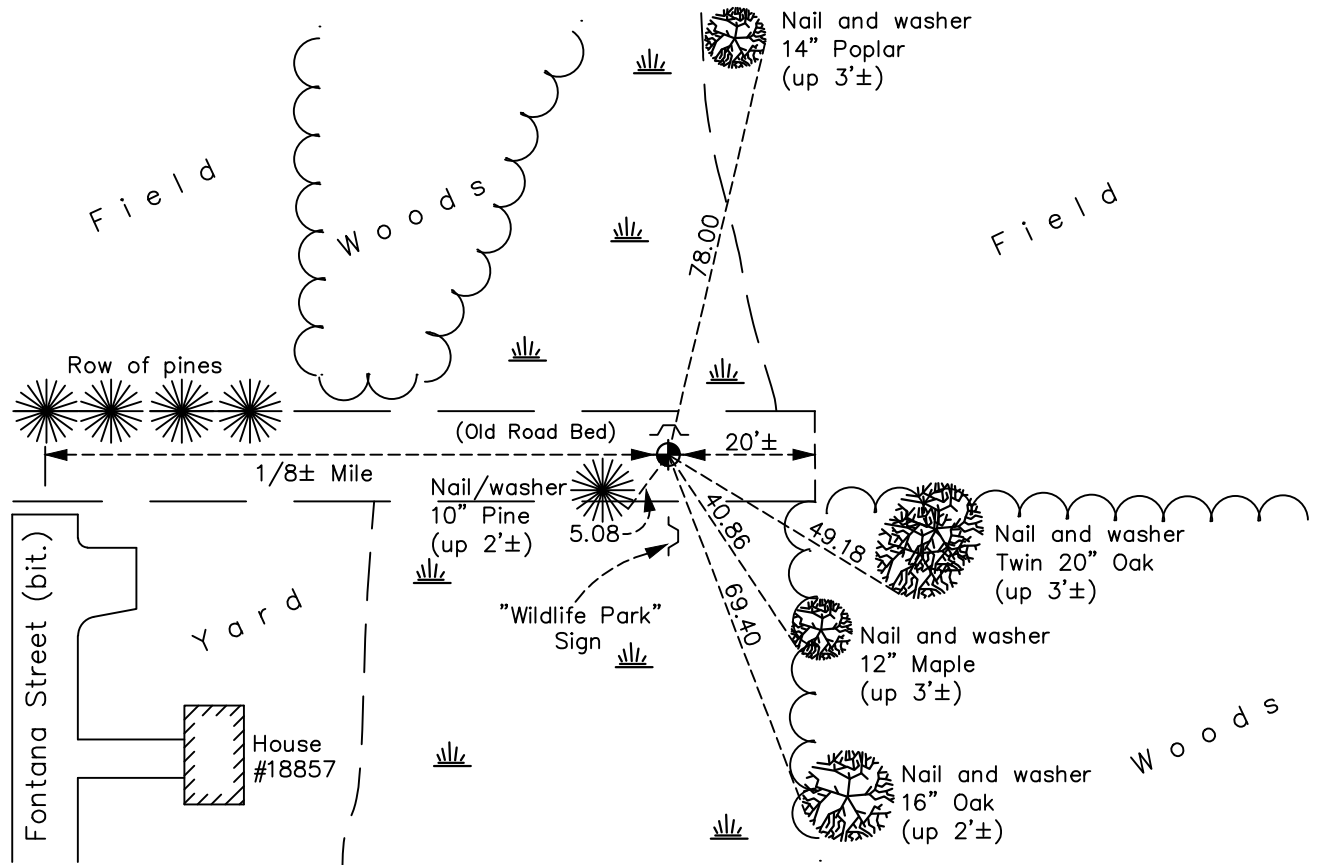 Nail and washer
14” Poplar
(up 3’±)
Field
Woods
Field
78.00
Row of pines
(Old Road Bed)
20’±
1/8± Mile
Nail/washer
10” Pine
(up 2’±)
5.08
40.86
49.18
69.40
Nail and washer
Twin 20” Oak
(up 3’±)
Fontana Street (bit.)
Yard
"Wildlife Park"
Sign
Nail and washer
12” Maple
(up 3’±)
Woods
House
#18857
Nail and washer
16” Oak
(up 2’±)